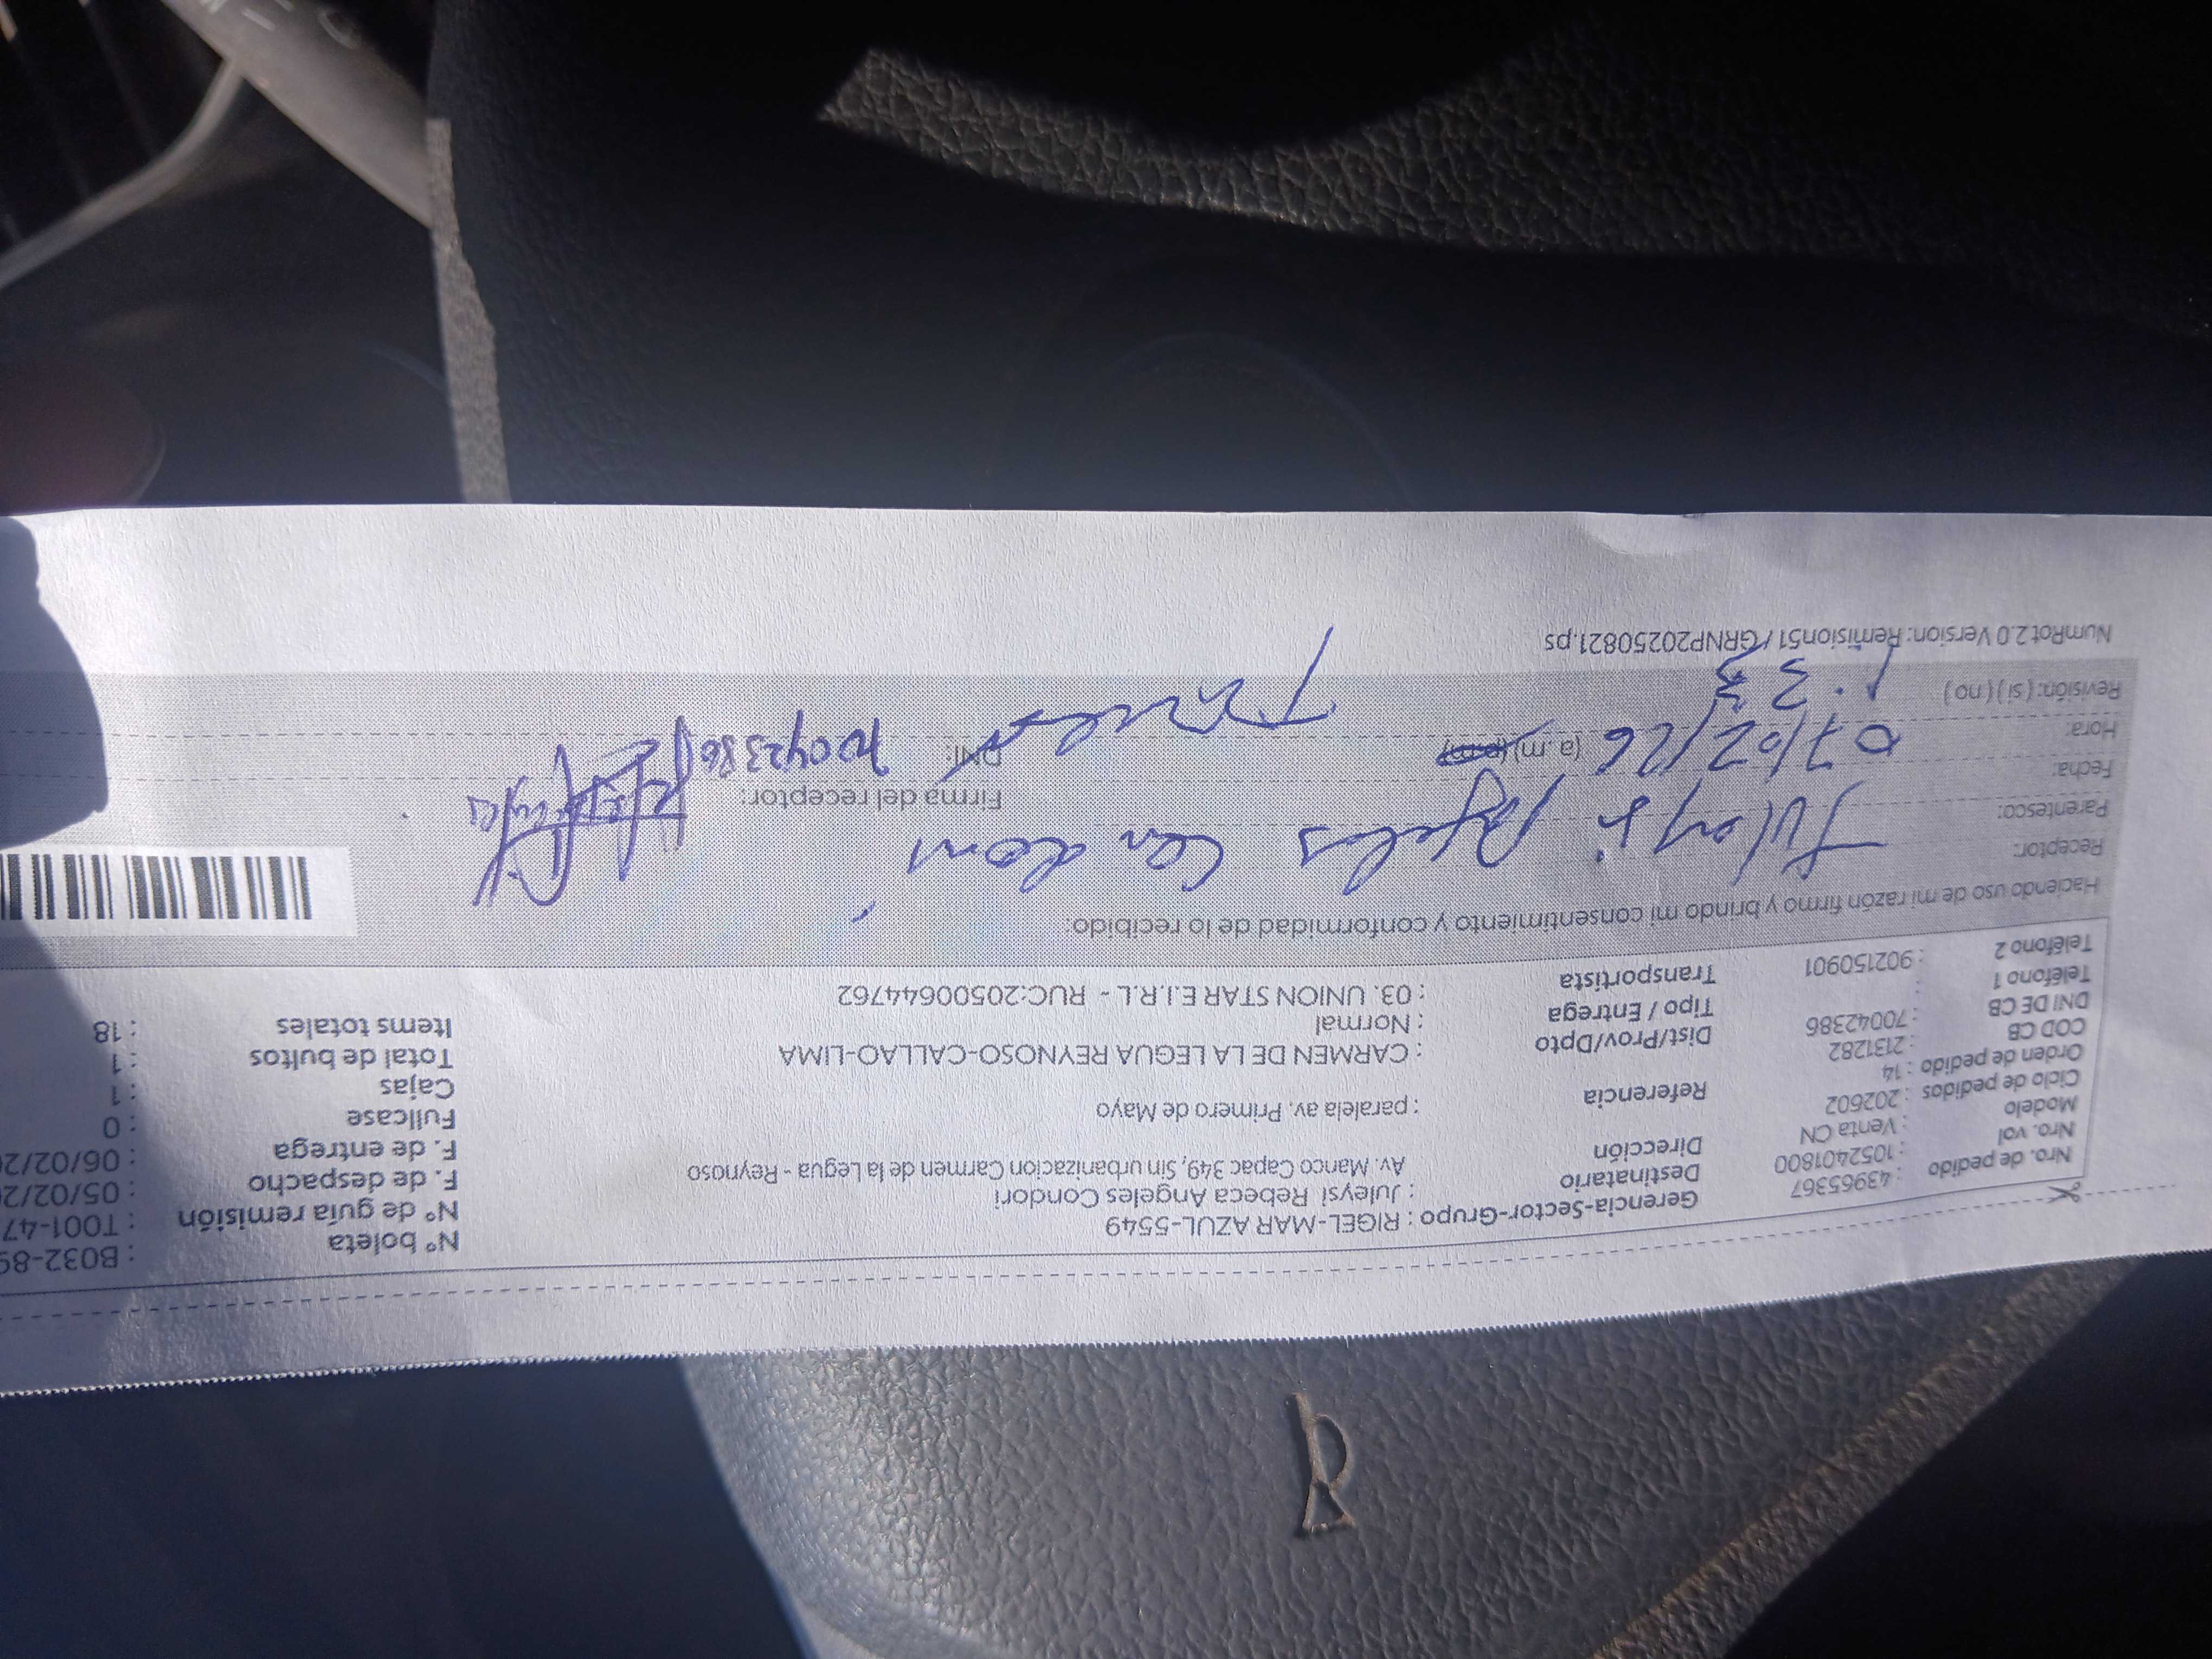 Nro. de pedido : 43965367
Nro. vol : 1052401800
Modelo : Venta CN
Ciclo de pedidos : 202602
Orden de pedido : 14
COD CB : 2131282
DNI DE CB : 70042386
Teléfono 1 :
Teléfono 2 : 902150901
Gerencia-Sector-Grupo : RIGEL-MAR AZUL-5549
Destinatario : Juleysi Rebeca Angeles Condori
Dirección Av. Manco Capac 349, Sin urbanizacion Carmen de la Legua - Reynoso
Referencia : paralela av. Primero de Mayo
Dist/Prov/Dpto : CARMEN DE LA LEGUA REYNOSO-CALLAO-LIMA
Tipo / Entrega : Normal
Transportista : 03. UNION STAR E.I.R.L - RUC:20500644762
N° boleta : B032-89
N° de guía remisión : T001-47
F. de despacho : 05/02/20
F. de entrega : 06/02/20
Fullcase : 0
Cajas : 1
Total de bultos : 1
Items totales : 18
Haciendo uso de mi razón firmo y brindo mi consentimiento y conformidad de lo recibido:
Receptor:
Parentesco:
Fecha: 07/02/26
Hora: 1:33 (a.m) (p.m)
Revisión: ( si ) ( no )
Firma del receptor:
DNI: 70042386
NumRot2.0 Version: Remision51 / GRNP20250821.ps